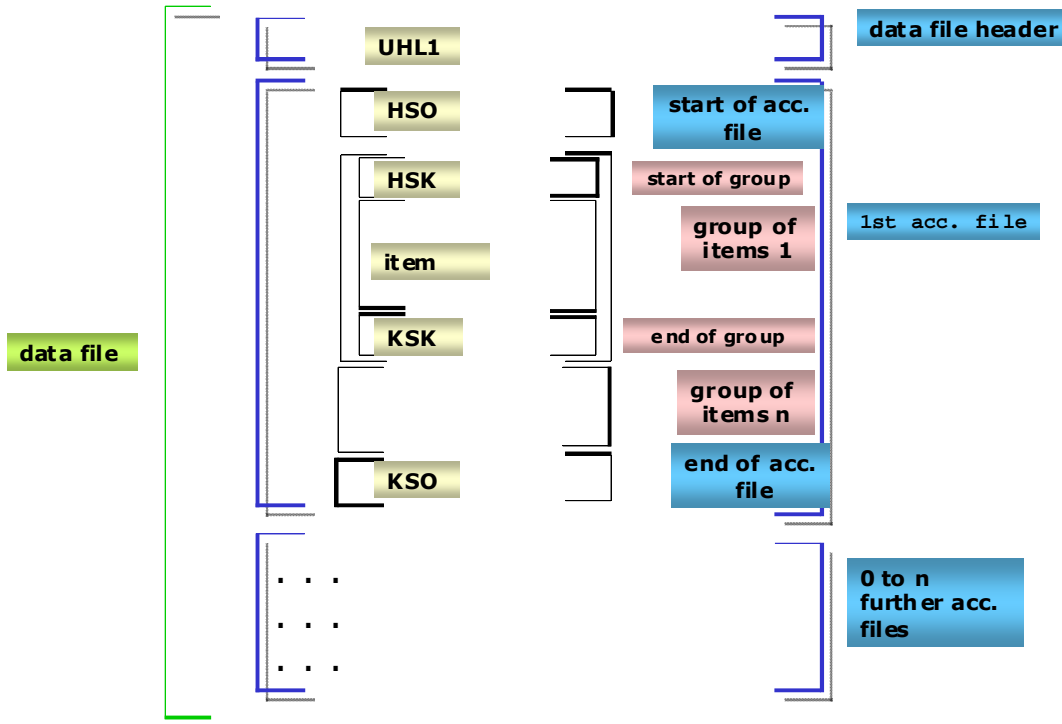 UHL1
data file header
HSO
start of acc.
file
HSK
start of group
1st acc. file
group of
items 1
item
KSK
end of group
data file
group of
items n
KSO
end of acc.
file
. . .
0 to n
further acc.
files
. . .
. . .